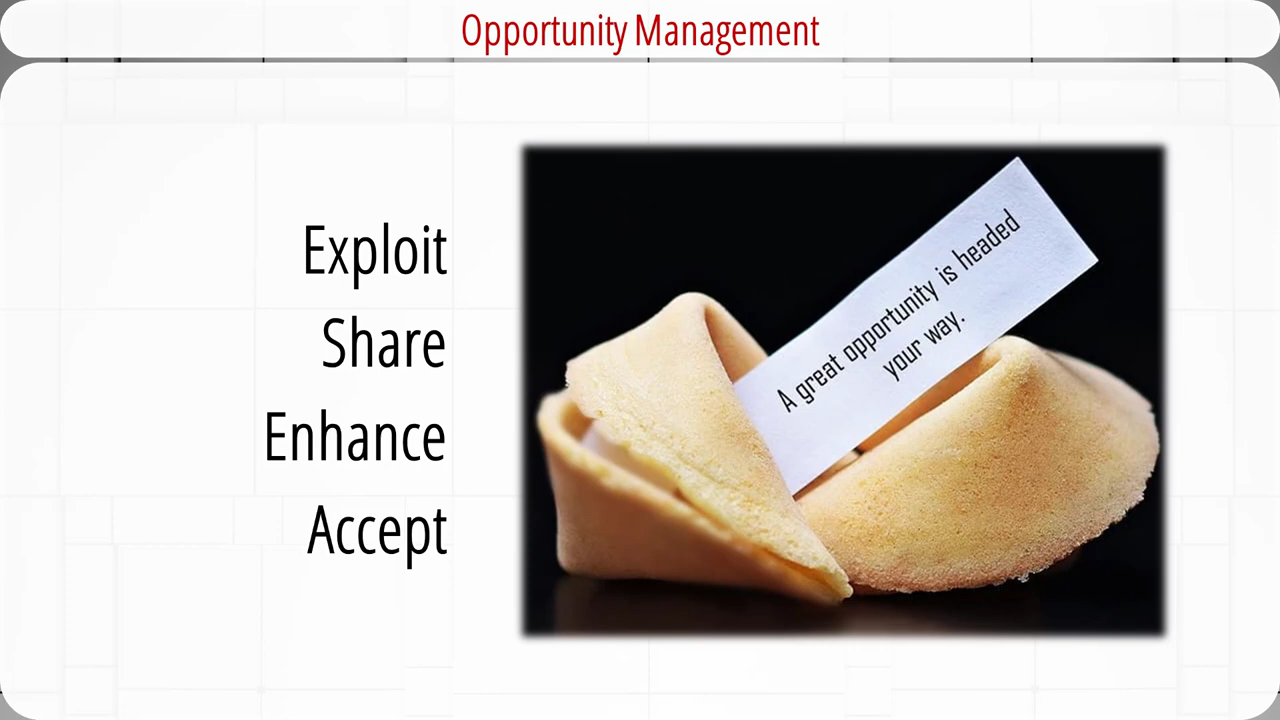 Opportunity Management
Exploit
Share
Enhance
Accept
A great opportunity is headed
your way.